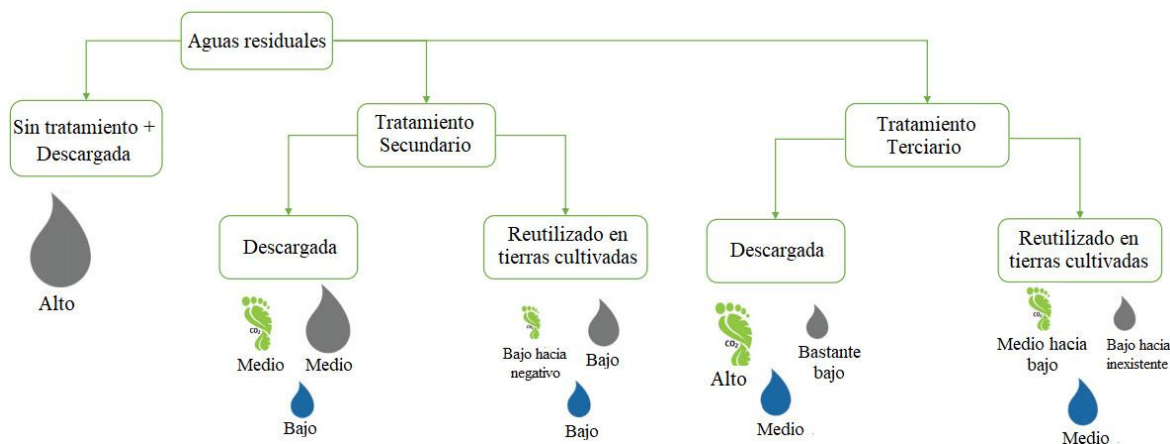 Aguas residuales
Sin tratamiento +
Descargada
Alto
Tratamiento
Secundario
Descargada
CO₂
Medio
Medio
Bajo
Reutilizado en
tierras cultivadas
Bajo hacia
negativo
Bajo
Bajo
Tratamiento
Terciario
Descargada
CO₂
Alto
Bastante
bajo
Medio
Reutilizado en
tierras cultivadas
CO₂
Medio hacia
bajo
Bajo hacia
inexistente
Medio